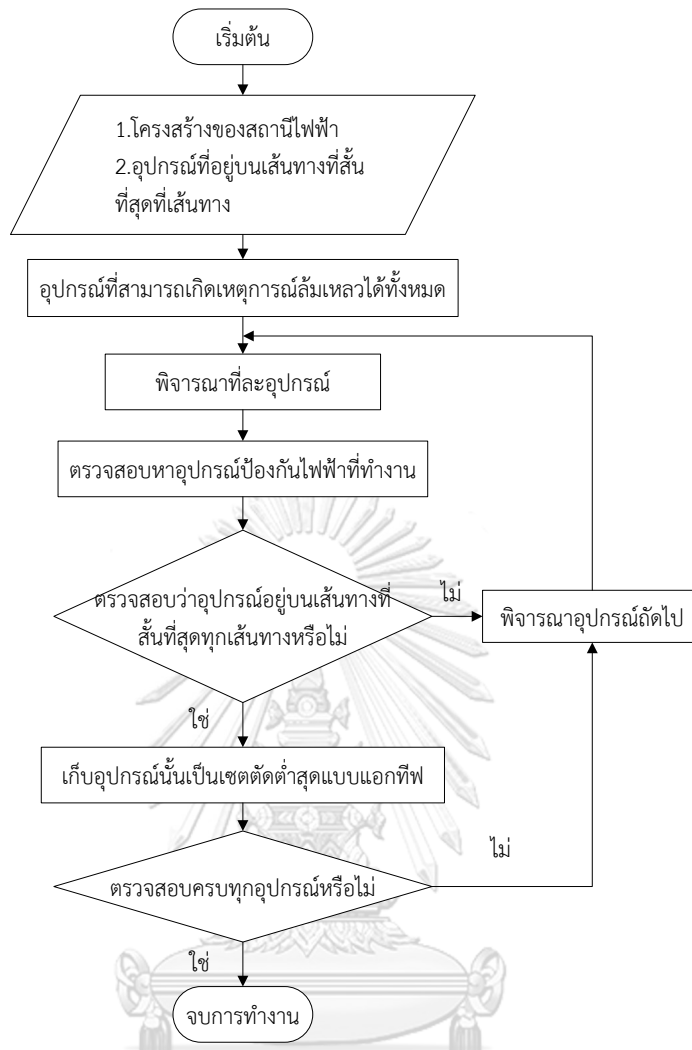 เริ่มต้น
1.โครงสร้างของสถานีไฟฟ้า
2.อุปกรณ์ที่อยู่บนเส้นทางที่สั้น
ที่สุดที่เส้นทาง
อุปกรณ์ที่สามารถเกิดเหตุการณ์ล้มเหลวได้ทั้งหมด
พิจารณาที่ละอุปกรณ์
ตรวจสอบหาอุปกรณ์ป้องกันไฟฟ้าที่ทำงาน
ตรวจสอบว่าอุปกรณ์อยู่บนเส้นทางที่
สั้นที่สุดทุกเส้นทางหรือไม่
ไม่
พิจารณาอุปกรณ์ถัดไป
ใช่
เก็บอุปกรณ์นั้นเป็นเซตตัดต่ำสุดแบบแอกทีฟ
ไม่
ตรวจสอบครบทุกอุปกรณ์หรือไม่
ใช่
จบการทำงาน